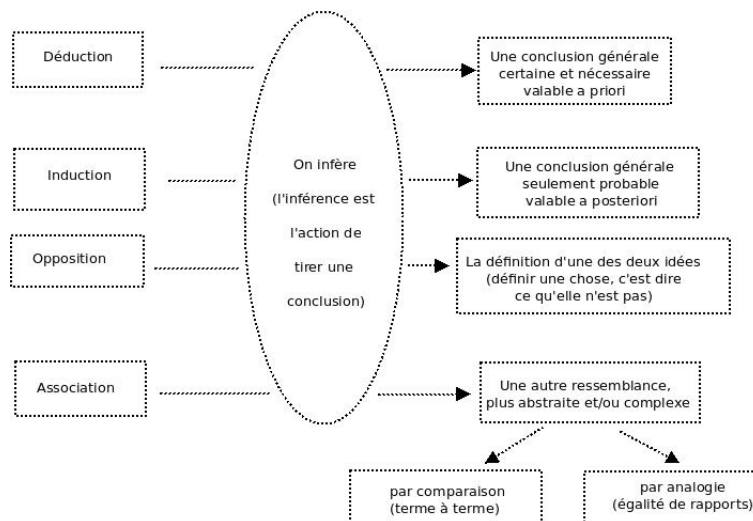 Déduction
Une conclusion générale
certaine et nécessaire
valable a priori
Induction
On infère
(l'inférence est
l'action de
tirer une
conclusion)
Une conclusion générale
seulement probable
valable a posteriori
Opposition
La définition d'une des deux idées
(définir une chose, c'est dire
ce qu'elle n'est pas)
Association
Une autre ressemblance,
plus abstraite et/ou complexe
par comparaison
(terme à terme)
par analogie
(égalité de rapports)